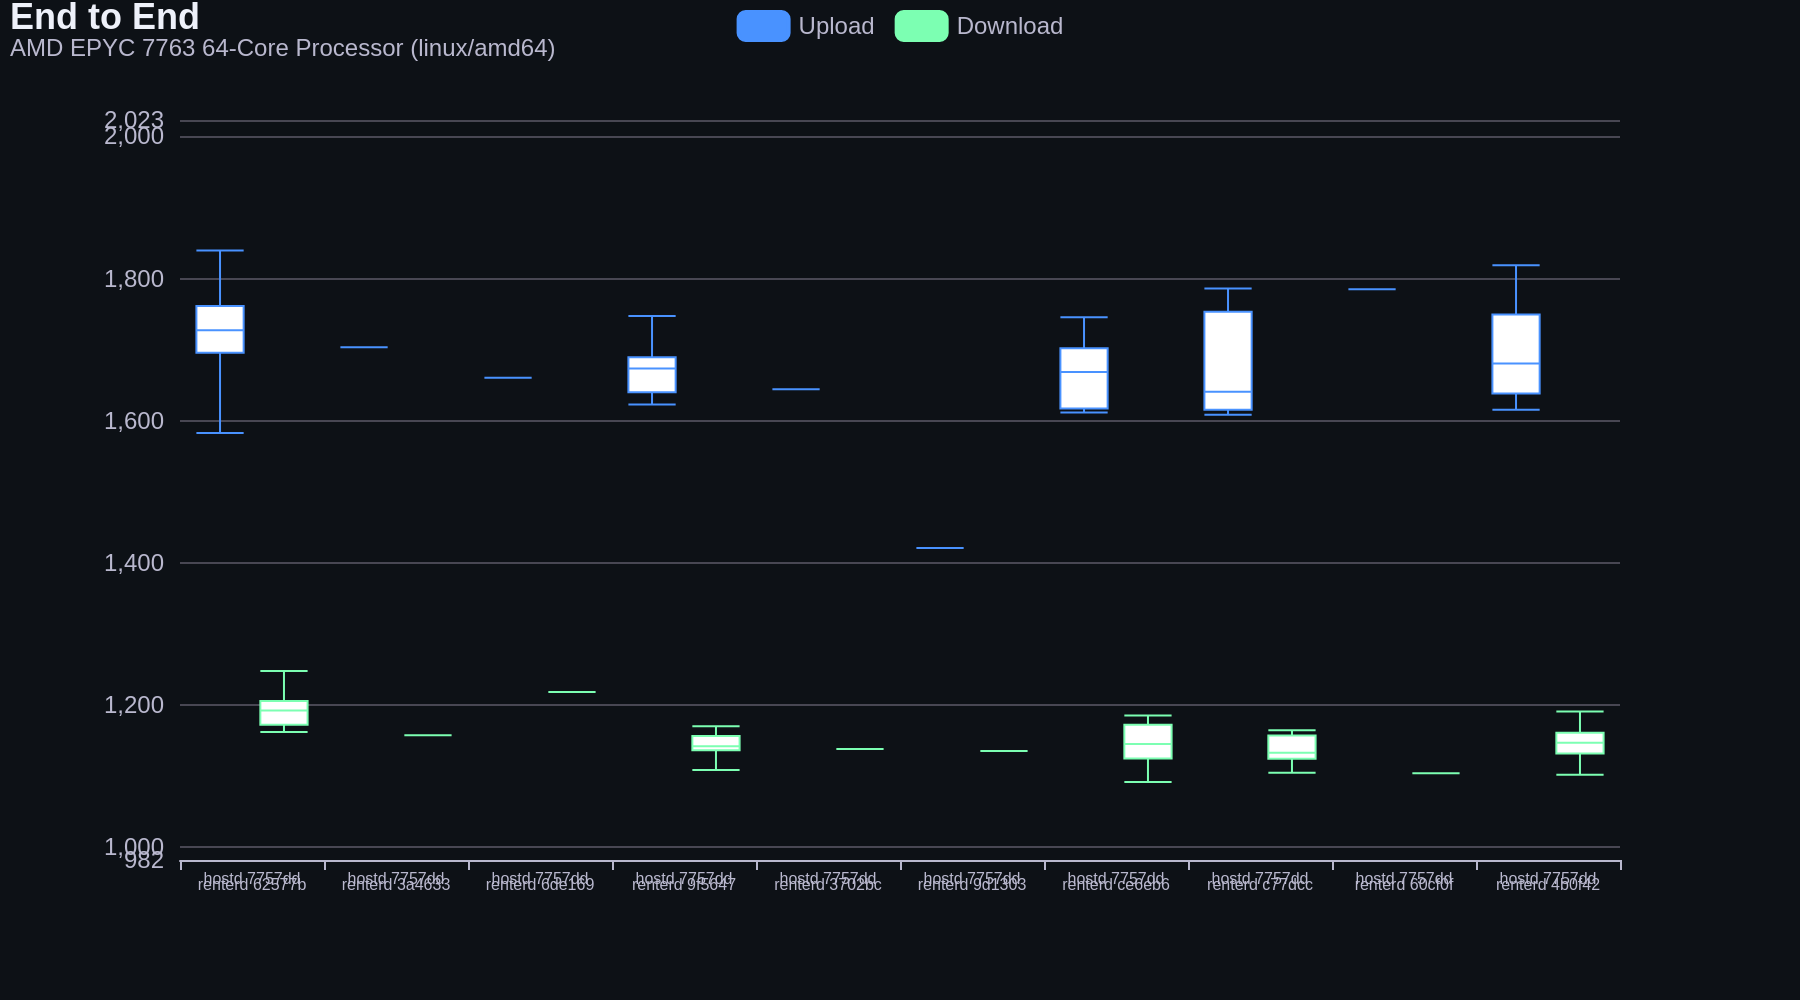 End to End
AMD EPYC 7763 64-Core Processor (linux/amd64)
Upload
Download
2,023
2,000
1,800
1,600
1,400
1,200
1,000
982
hostd 7757dd
renterd 62577b
hostd 7757dd
renterd 3a4633
hostd 7757dd
renterd 6de169
hostd 7757dd
renterd 9f5647
hostd 7757dd
renterd 3702bc
hostd 7757dd
renterd 9d1303
hostd 7757dd
renterd ce6eb6
hostd 7757dd
renterd c77dcc
hostd 7757dd
renterd 60cf0f
hostd 7757dd
renterd 4b0f42